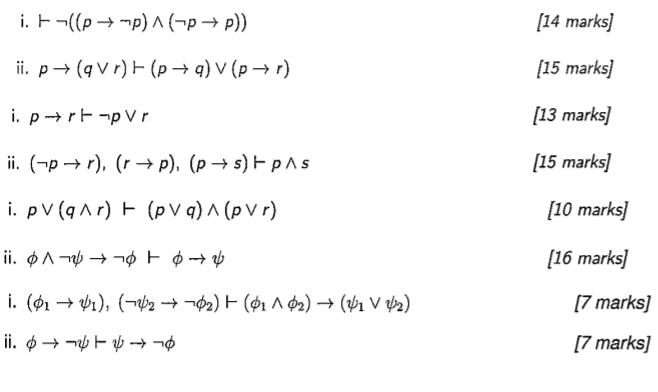 i. ⊢ ¬((p → ¬p) ∧ (¬p → p)) [14 marks]
ii. p → (q ∨ r) ⊢ (p → q) ∨ (p → r) [15 marks]
i. p → r ⊢ ¬p ∨ r [13 marks]
ii. (¬p → r), (r → p), (p → s) ⊢ p ∧ s [15 marks]
i. p ∨ (q ∧ r) ⊢ (p ∨ q) ∧ (p ∨ r) [10 marks]
ii. ϕ ∧ ¬ψ → ¬ϕ ⊢ ϕ → ψ [16 marks]
i. (ϕ₁ → ψ₁), (¬ψ₂ → ¬ϕ₂) ⊢ (ϕ₁ ∧ ϕ₂) → (ψ₁ ∨ ψ₂) [7 marks]
ii. ϕ → ¬ψ ⊢ ψ → ¬ϕ [7 marks]